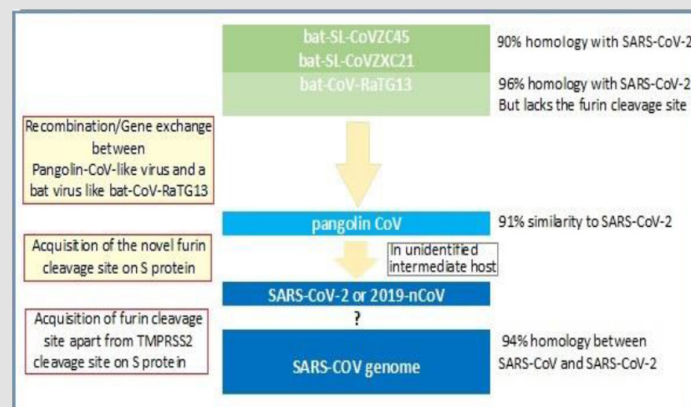 bat-SL-CoVZC45
bat-SL-CoVZXC21
90% homology with SARS-CoV-2
bat-CoV-RaTG13
96% homology with SARS-CoV-2
But lacks the furin cleavage site
Recombination/Gene exchange
between
Pangolin-CoV-like virus and a
bat virus like bat-CoV-RaTG13
pangolin CoV
91% similarity to SARS-CoV-2
Acquisition of the novel furin
cleavage site on S protein
In unidentified
intermediate host
SARS-CoV-2 or 2019-nCoV
?
Acquisition of furin cleavage
site apart from TMPRSS2
cleavage site on S protein
SARS-COV genome
94% homology between
SARS-CoV and SARS-CoV-2